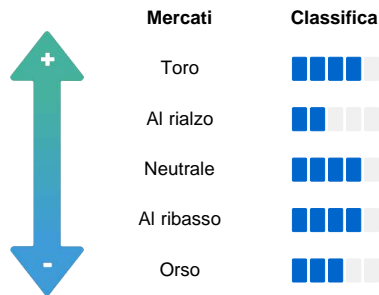 Mercati Classifica
+
Toro
Al rialzo
Neutrale
Al ribasso
Orso
-